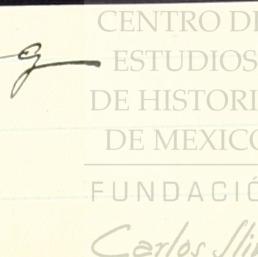 CENTRO DE
ESTUDIOS
DE HISTORI
DE MEXICO
FUNDACIÓ
Carlos Slim